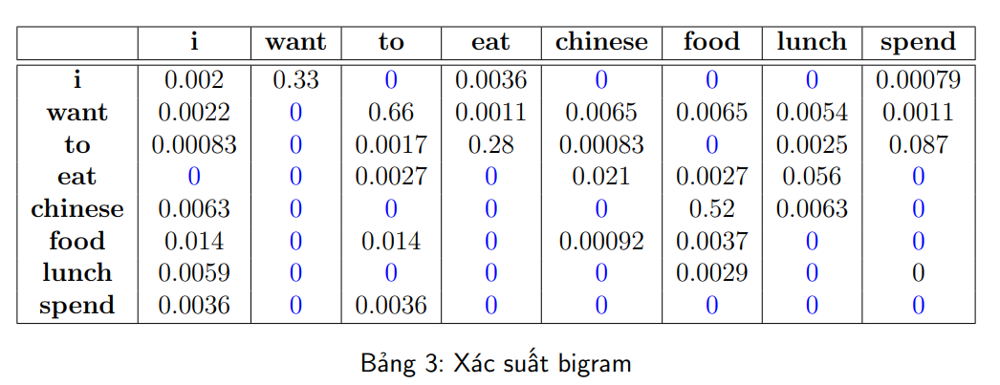 i want to eat chinese food lunch spend
i 0.002 0.33 0 0.0036 0 0 0 0.00079
want 0.0022 0 0.66 0.0011 0.0065 0.0065 0.0054 0.0011
to 0.00083 0 0.0017 0.28 0.00083 0 0.0025 0.087
eat 0 0 0.0027 0 0.021 0.0027 0.056 0
chinese 0.0063 0 0 0 0 0.52 0.0063 0
food 0.014 0 0.014 0 0.00092 0.0037 0 0
lunch 0.0059 0 0 0 0 0.0029 0 0
spend 0.0036 0 0.0036 0 0 0 0 0
Bảng 3: Xác suất bigram